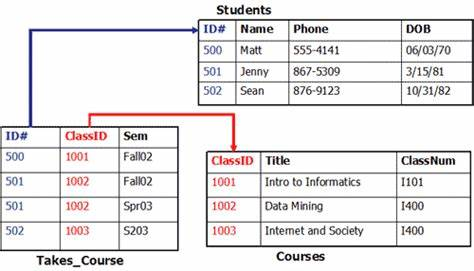 Students
ID# Name Phone DOB
500 Matt 555-4141 06/03/70
501 Jenny 867-5309 3/15/81
502 Sean 876-9123 10/31/82
ID# ClassID Sem
500 1001 Fall02
501 1002 Fall02
501 1002 Spr03
502 1003 S203
Takes_Course
ClassID Title ClassNum
1001 Intro to Informatics I101
1002 Data Mining I400
1003 Internet and Society I400
Courses